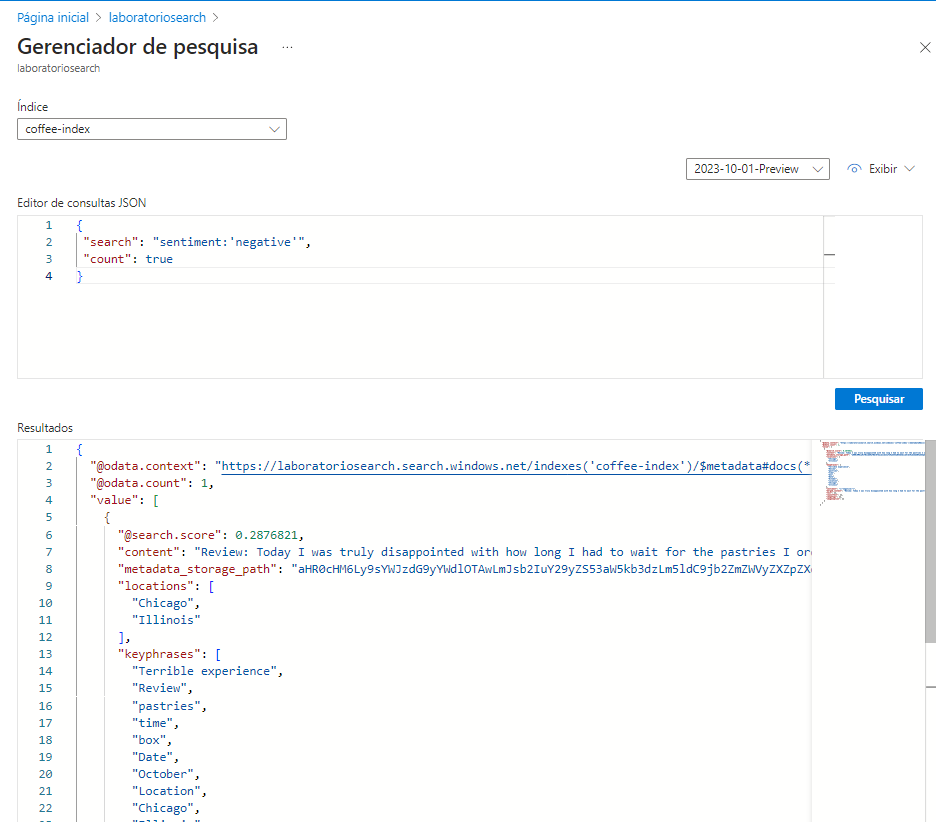 Página inicial > laboratoriosearch >
Gerenciador de pesquisa ...
laboratoriosearch
Índice
coffee-index
2023-10-01-Preview Exibir
Editor de consultas JSON
1 {
2 "search": "sentiment:'negative'",
3 "count": true
4 }
Pesquisar
Resultados
1 {
2 "@odata.context": "https://laboratoriosearch.search.windows.net/indexes('coffee-index')/$metadata#docs(*
3 "@odata.count": 1,
4 "value": [
5 {
6 "@search.score": 0.2876821,
7 "content": "Review: Today I was truly disappointed with how long I had to wait for the pastries I or
8 "metadata_storage_path": "aHR0cHM6Ly9sYWJzdG9yYWdlOTAwLmJsb2IuY29yZS53aW5kb3dzLm5ldC9jb2ZmZWVyZXZpZX
9 "locations": [
10 "Chicago",
11 "Illinois"
12 ],
13 "keyphrases": [
14 "Terrible experience",
15 "Review",
16 "pastries",
17 "time",
18 "box",
19 "Date",
20 "October",
21 "Location",
22 "Chicago",